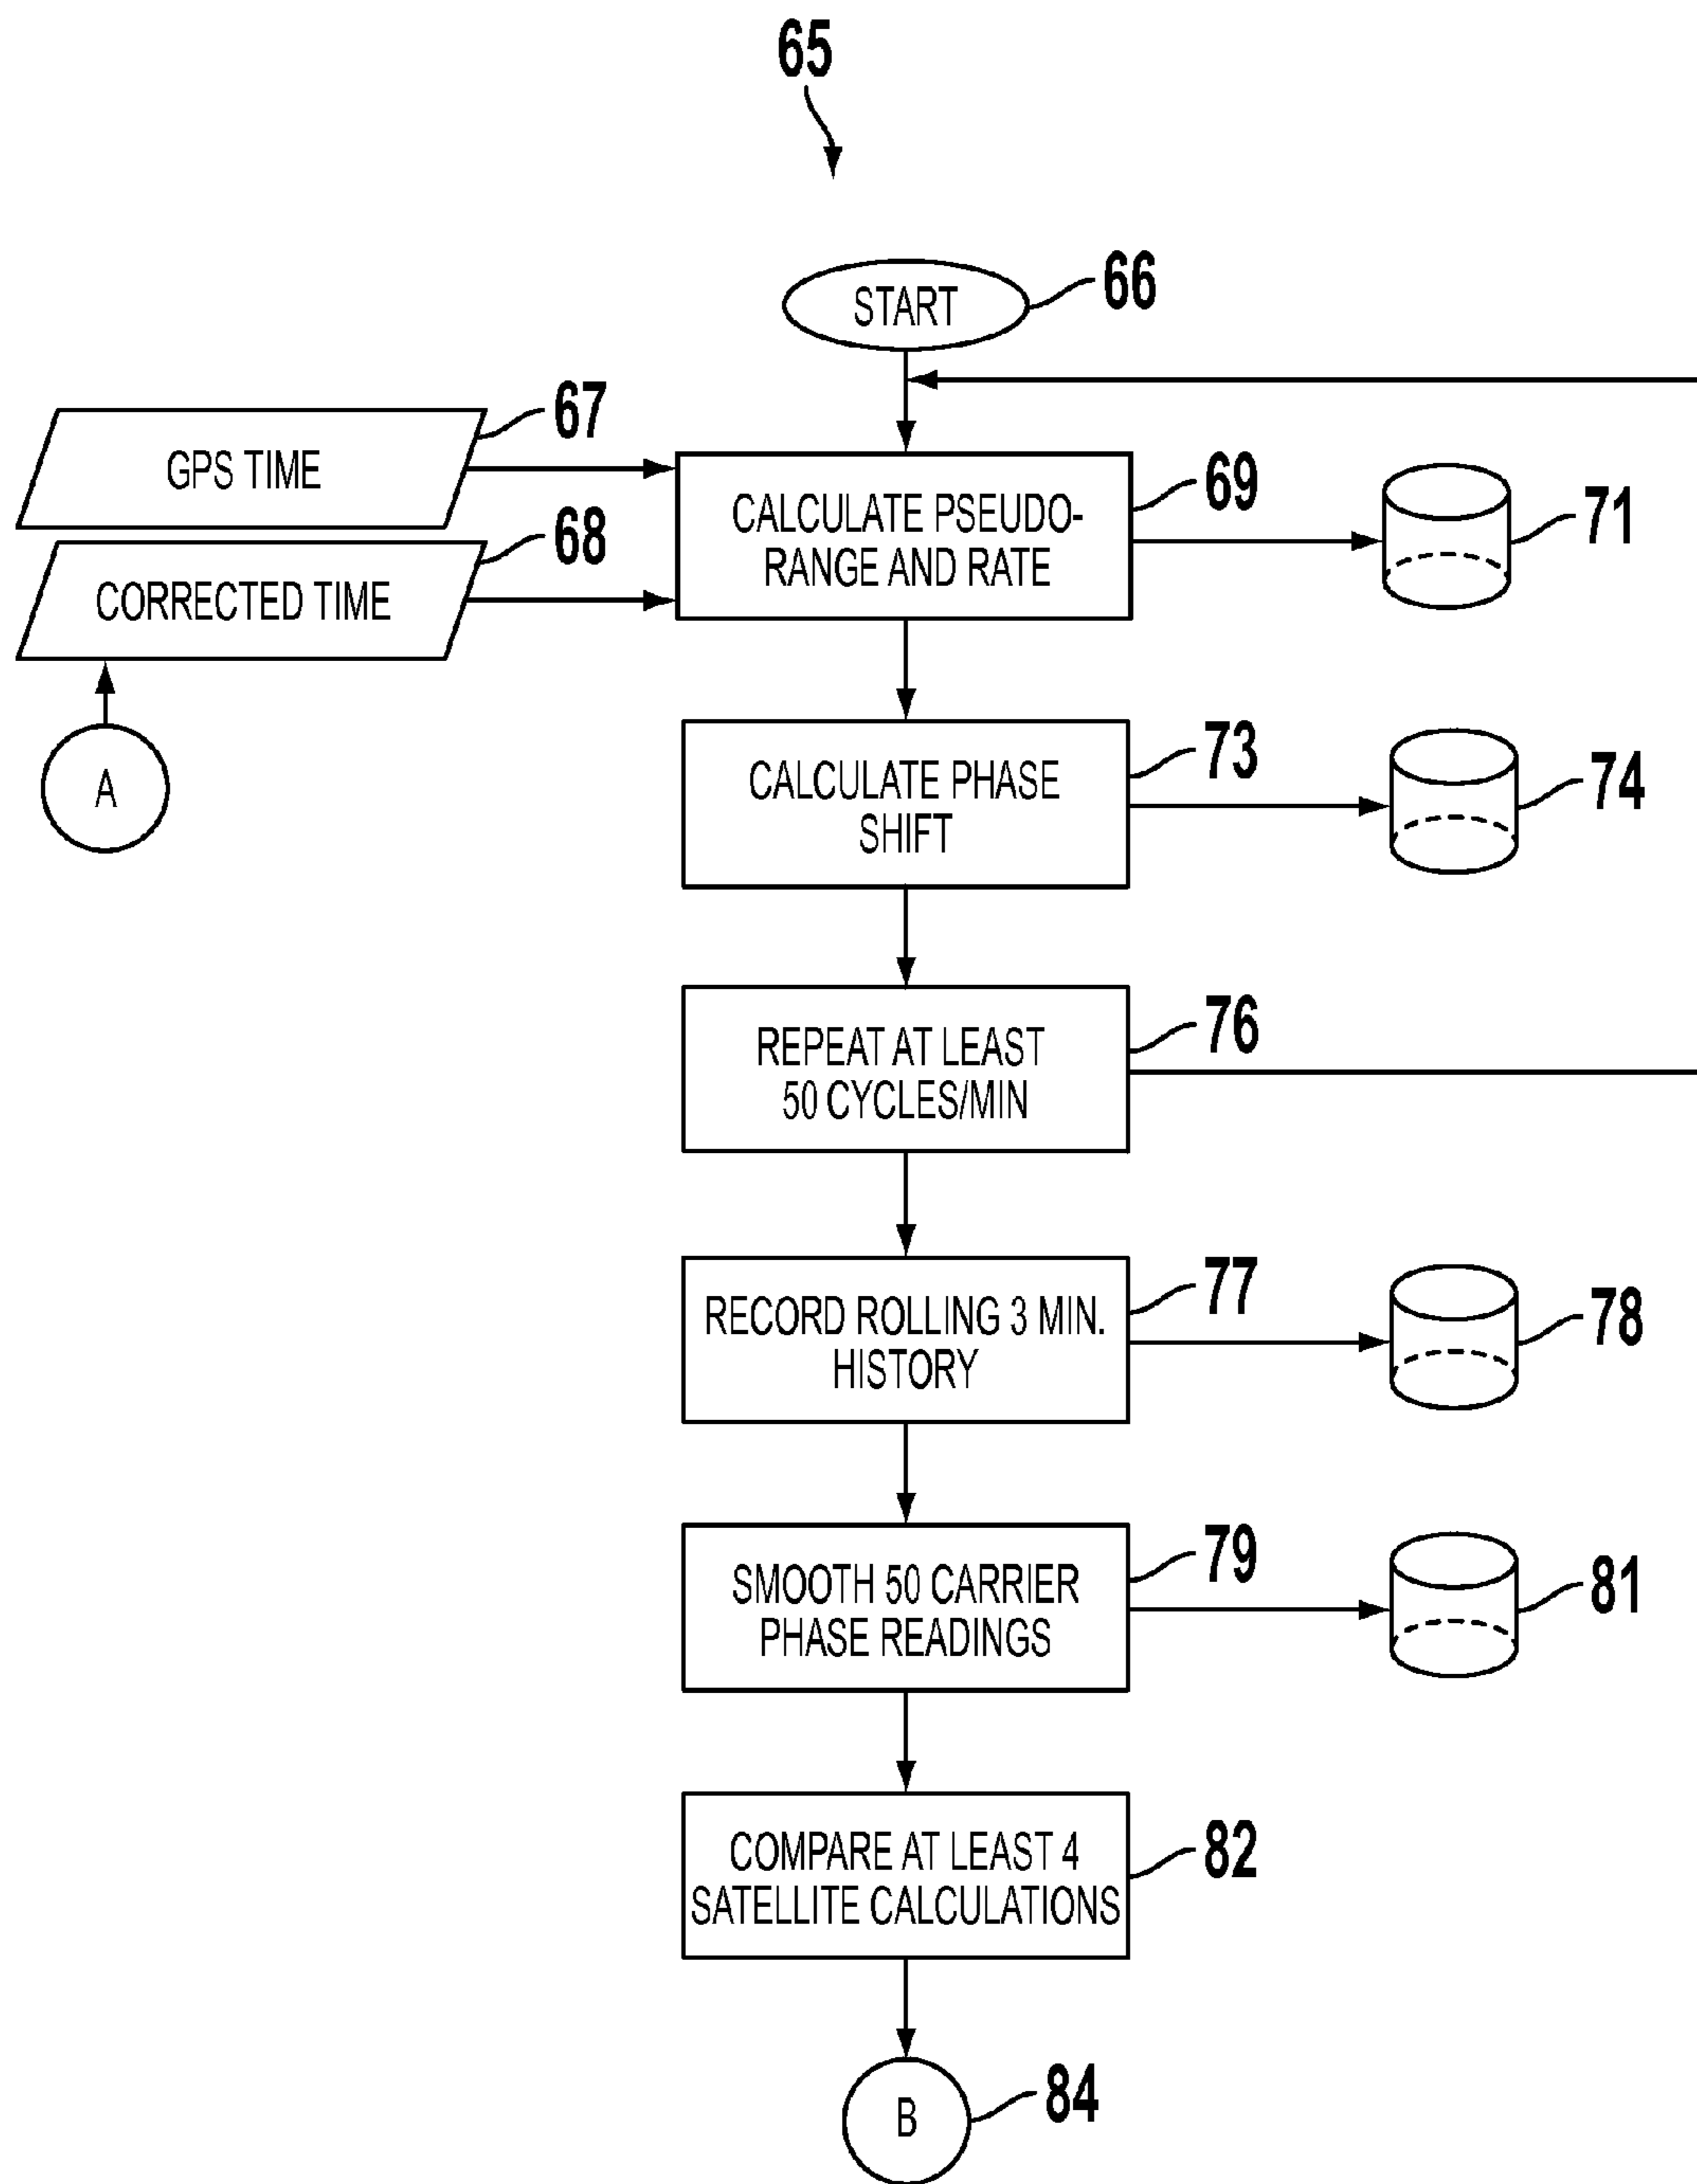 65
START
66
GPS TIME
67
CORRECTED TIME
68
A
CALCULATE PSEUDO-
RANGE AND RATE
69
71
CALCULATE PHASE
SHIFT
73
74
REPEAT AT LEAST
50 CYCLES/MIN
76
RECORD ROLLING 3 MIN.
HISTORY
77
78
SMOOTH 50 CARRIER
PHASE READINGS
79
81
COMPARE AT LEAST 4
SATELLITE CALCULATIONS
82
B
84